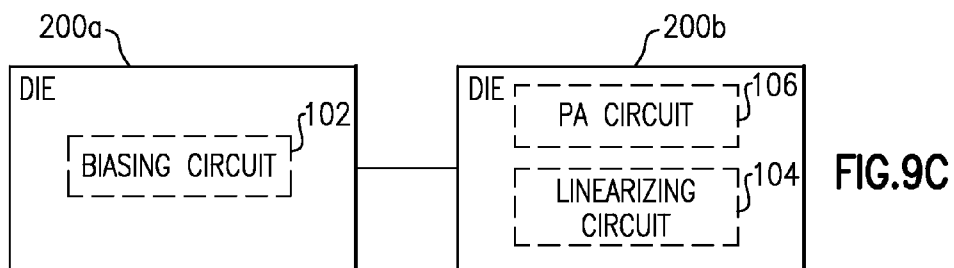 200a
200b
DIE
BIASING CIRCUIT
102
DIE
PA CIRCUIT
106
LINEARIZING
CIRCUIT
104
FIG.9C